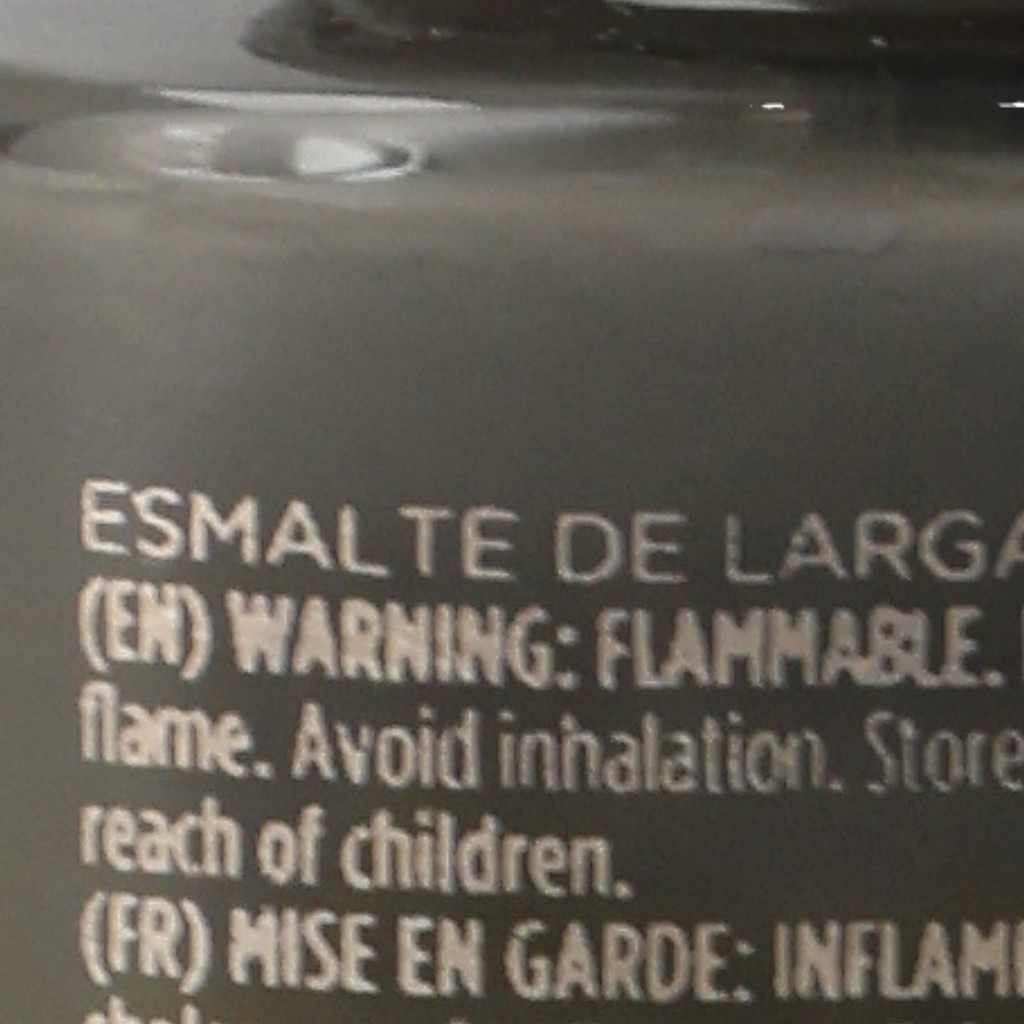 ESMALTE DE LARGA
(EN) WARNING: FLAMMABLE.
flame. Avoid inhalation. Store
reach of children.
(FR) MISE EN GARDE: INFLAM